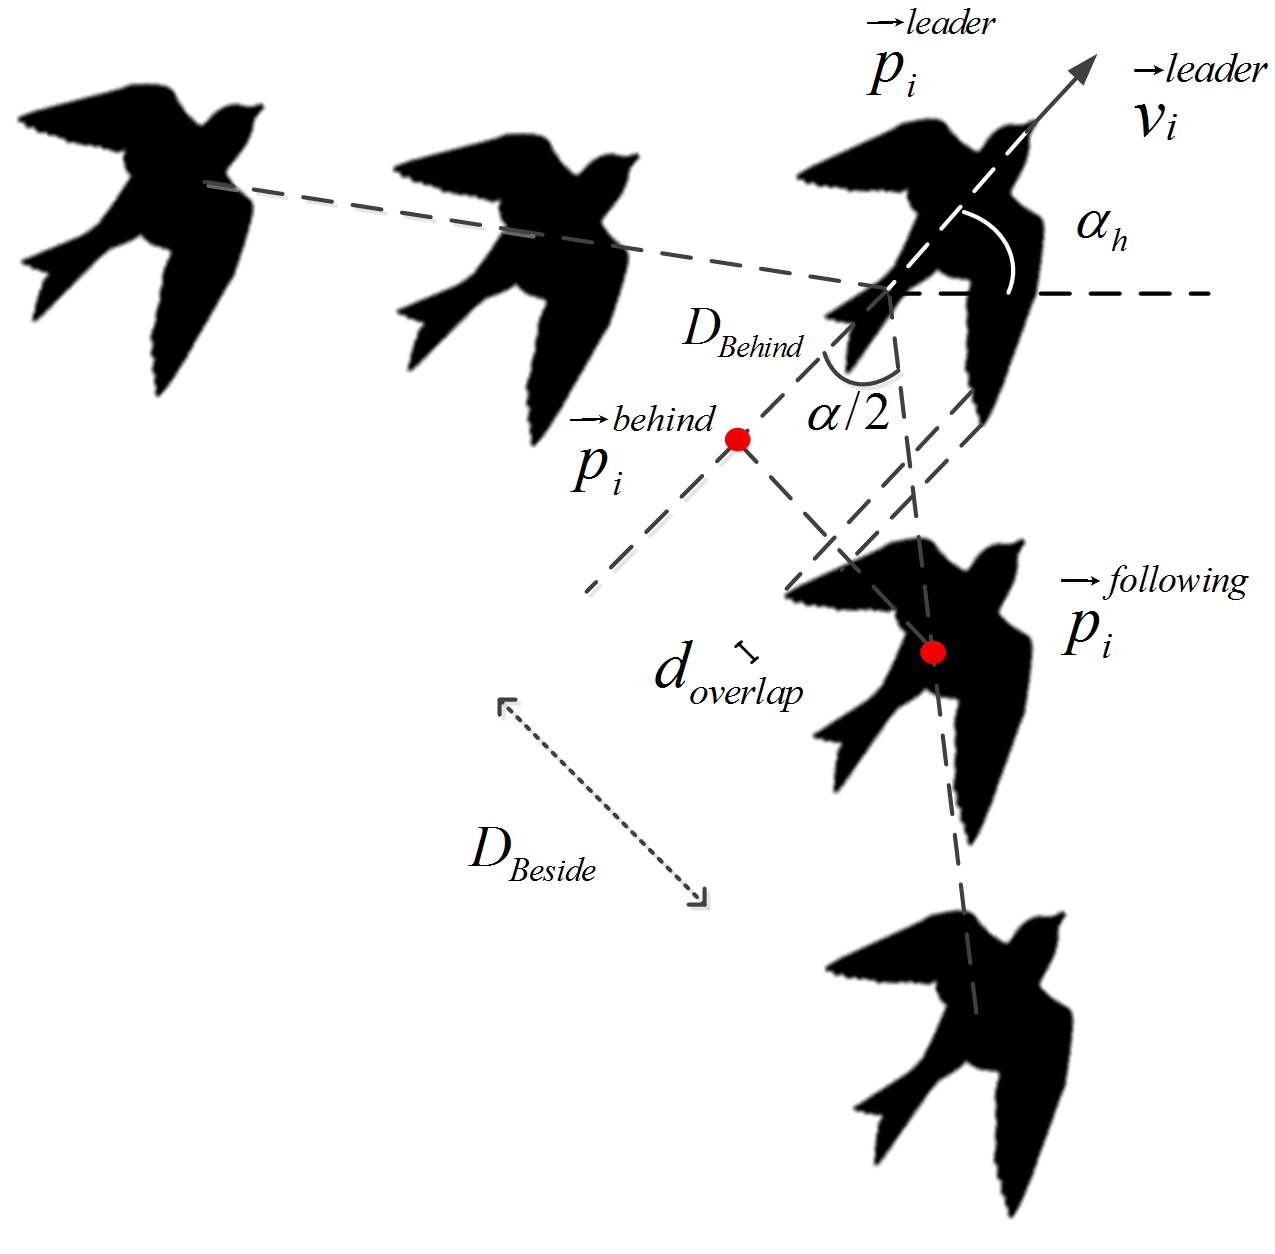 →leader
p i
→leader
v i
α h
D Behind
α/2
→behind
p i
→following
p i
d overlap
D Beside